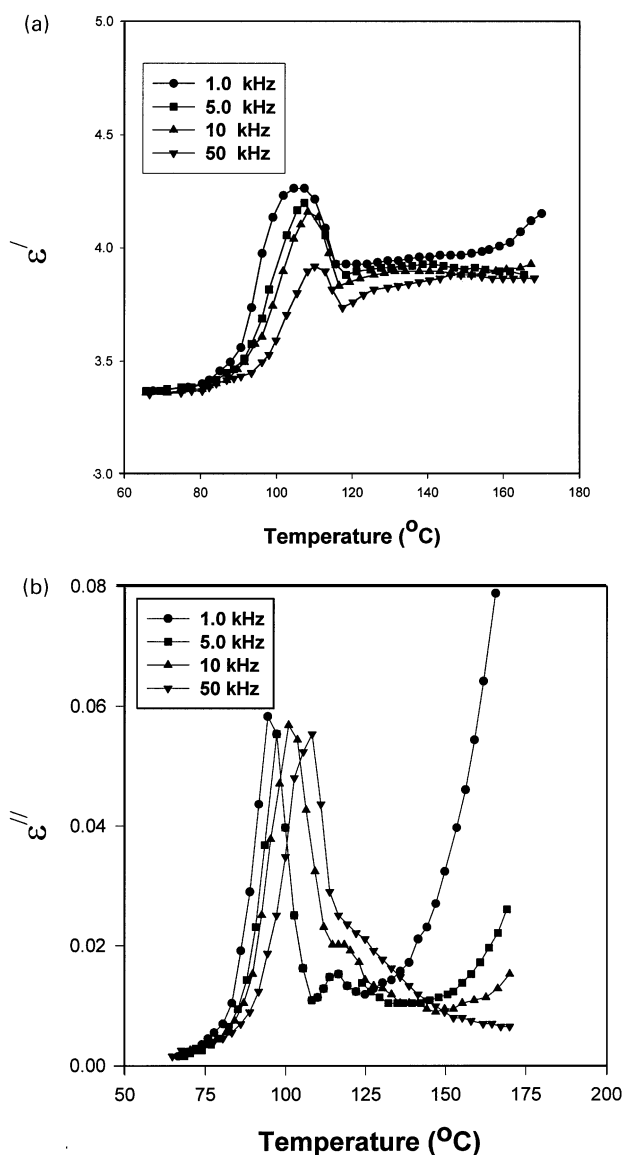 (a)
5.0
1.0 kHz
5.0 kHz
10 kHz
50 kHz
4.5
4.0
ε/
3.5
3.0
60 80 100 120 140 160 180
Temperature (OC)
(b)
0.08
1.0 kHz
5.0 kHz
10 kHz
50 kHz
0.06
0.04
ε//
0.02
0.00
50 75 100 125 150 175 200
Temperature (OC)